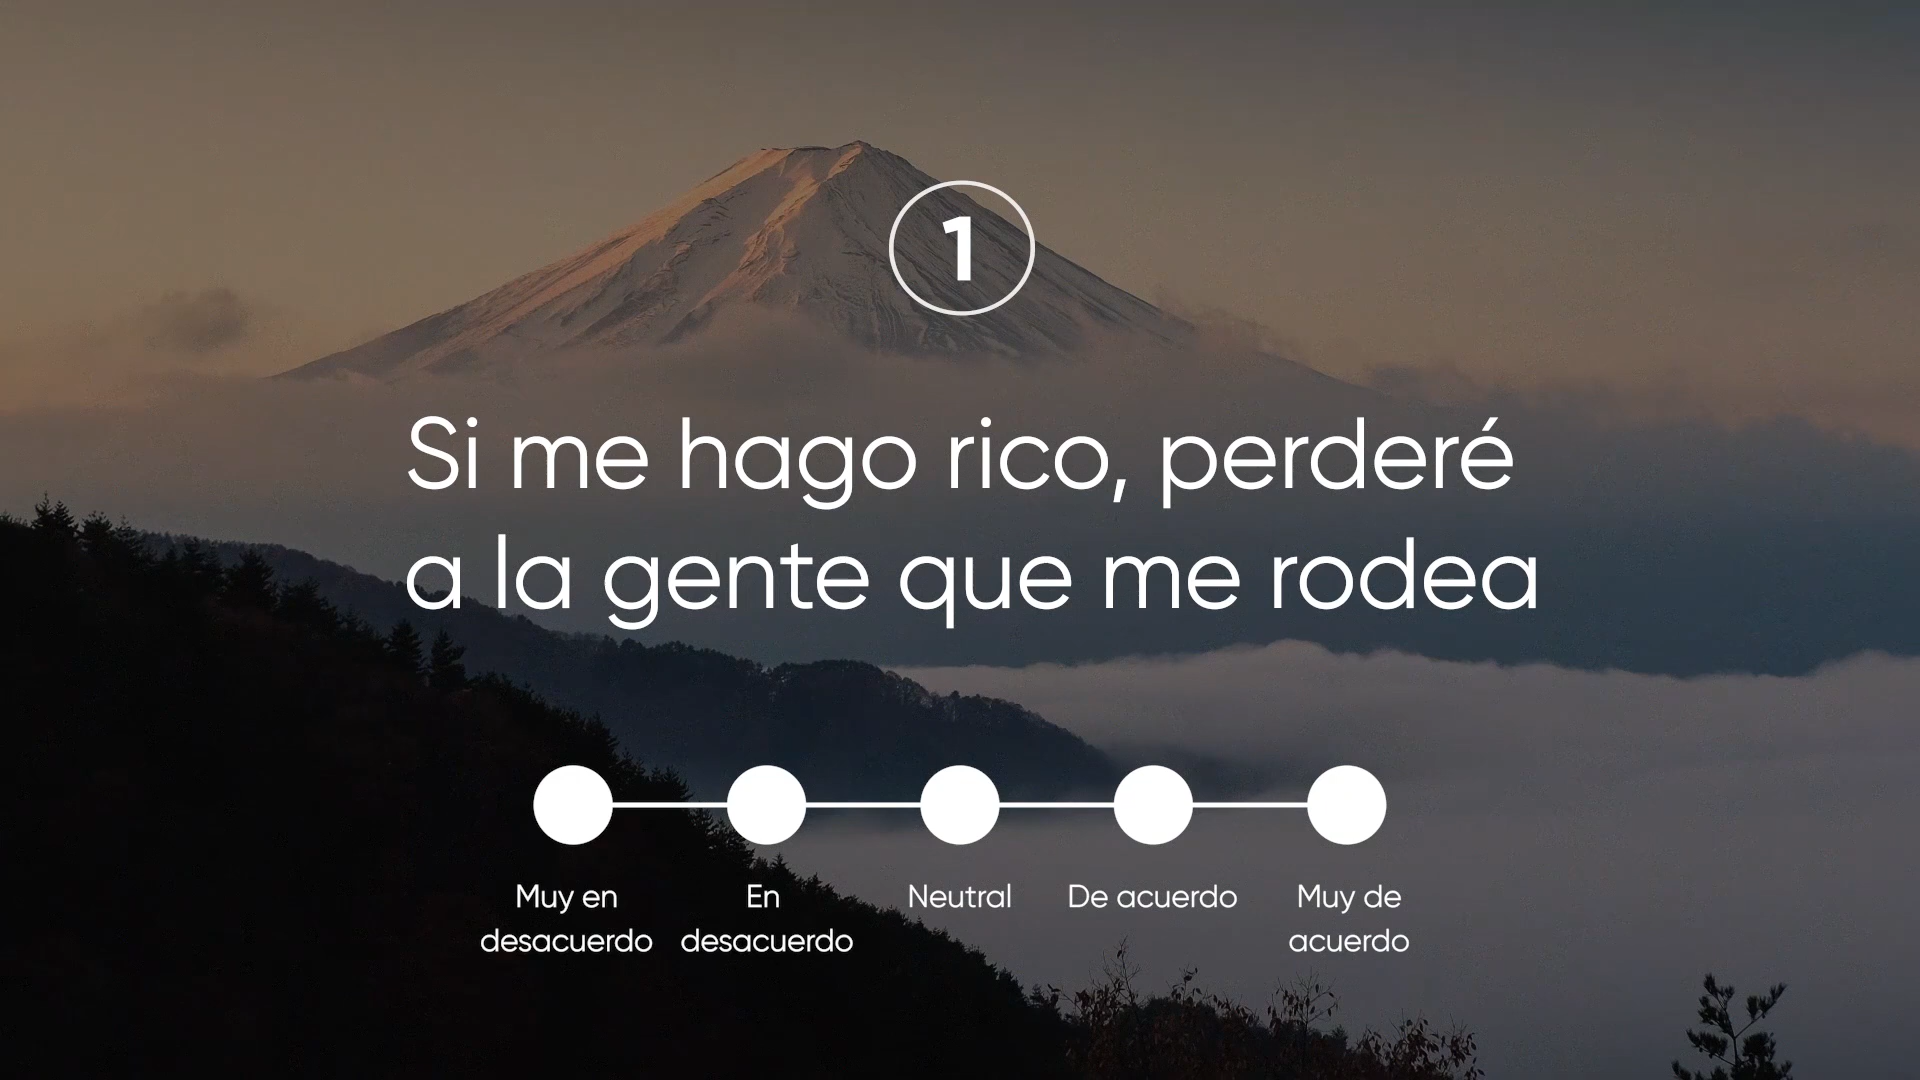 1
Si me hago rico, perderé
a la gente que me rodea
Muy en desacuerdo
En desacuerdo
Neutral
De acuerdo
Muy de acuerdo